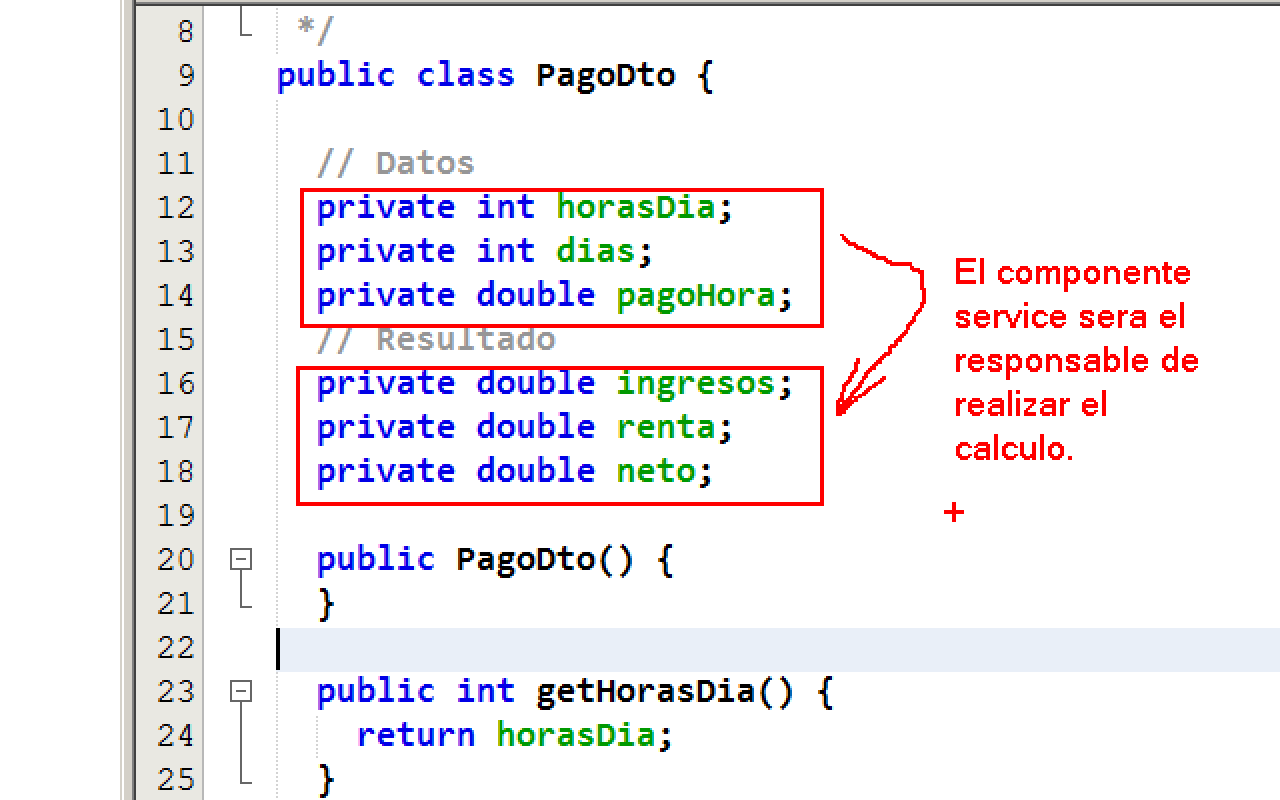 8 */
9 public class PagoDto {
10
11 // Datos
12 private int horasDia;
13 private int dias;
14 private double pagoHora;
15 // Resultado
16 private double ingresos;
17 private double renta;
18 private double neto;
19
20 public PagoDto() {
21 }
22
23 public int getHorasDia() {
24 return horasDia;
25 }
El componente
service sera el
responsable de
realizar el
calculo.